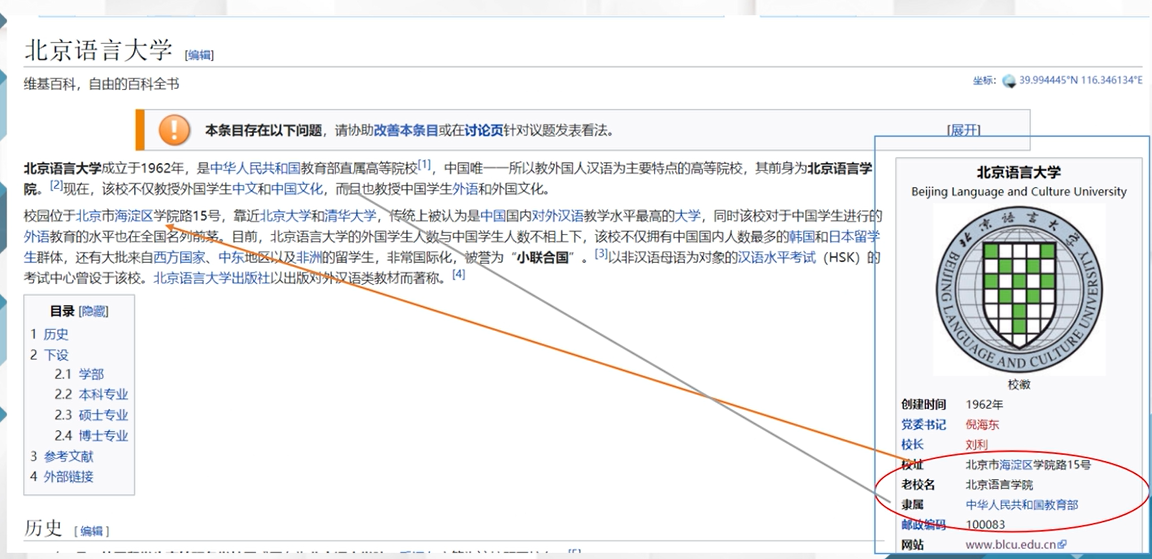 北京语言大学 [编辑]
维基百科，自由的百科全书
坐标： 39.994445°N 116.346134°E
本条目存在以下问题，请协助改善本条目或在讨论页针对议题发表看法。
[展开]
北京语言大学成立于1962年，是中华人民共和国教育部直属高等院校[1]，中国唯一一所以教外国人汉语为主要特点的高等院校，其前身为北京语言学
院。[2]现在，该校不仅教授外国学生中文和中国文化，而且也教授中国学生外语和外国文化。
校园位于北京市海淀区学院路15号，靠近北京大学和清华大学，传统上被认为是中国国内对外汉语教学水平最高的大学，同时该校对于中国学生进行的
外语教育的水平也在全国名列前茅。目前，北京语言大学的外国学生人数与中国学生人数不相上下，该校不仅拥有中国国内人数最多的韩国和日本留学
生群体，还有大批来自西方国家、中东地区以及非洲的留学生，非常国际化，被誉为“小联合国”。[3]以非汉语母语为对象的汉语水平考试（HSK）的
考试中心曾设于该校。北京语言大学出版社以出版对外汉语类教材而著称。[4]
目录 [隐藏]
1 历史
2 下设
2.1 学部
2.2 本科专业
2.3 硕士专业
2.4 博士专业
3 参考文献
4 外部链接
历史 [编辑]
北京语言大学
Beijing Language and Culture University
北京语言大学
BEIJING LANGUAGE AND CULTURE UNIVERSITY
校徽
创建时间 1962年
党委书记 倪海东
校长 刘利
校址 北京市海淀区学院路15号
老校名 北京语言学院
隶属 中华人民共和国教育部
邮政编码 100083
网站 www.blcu.edu.cn